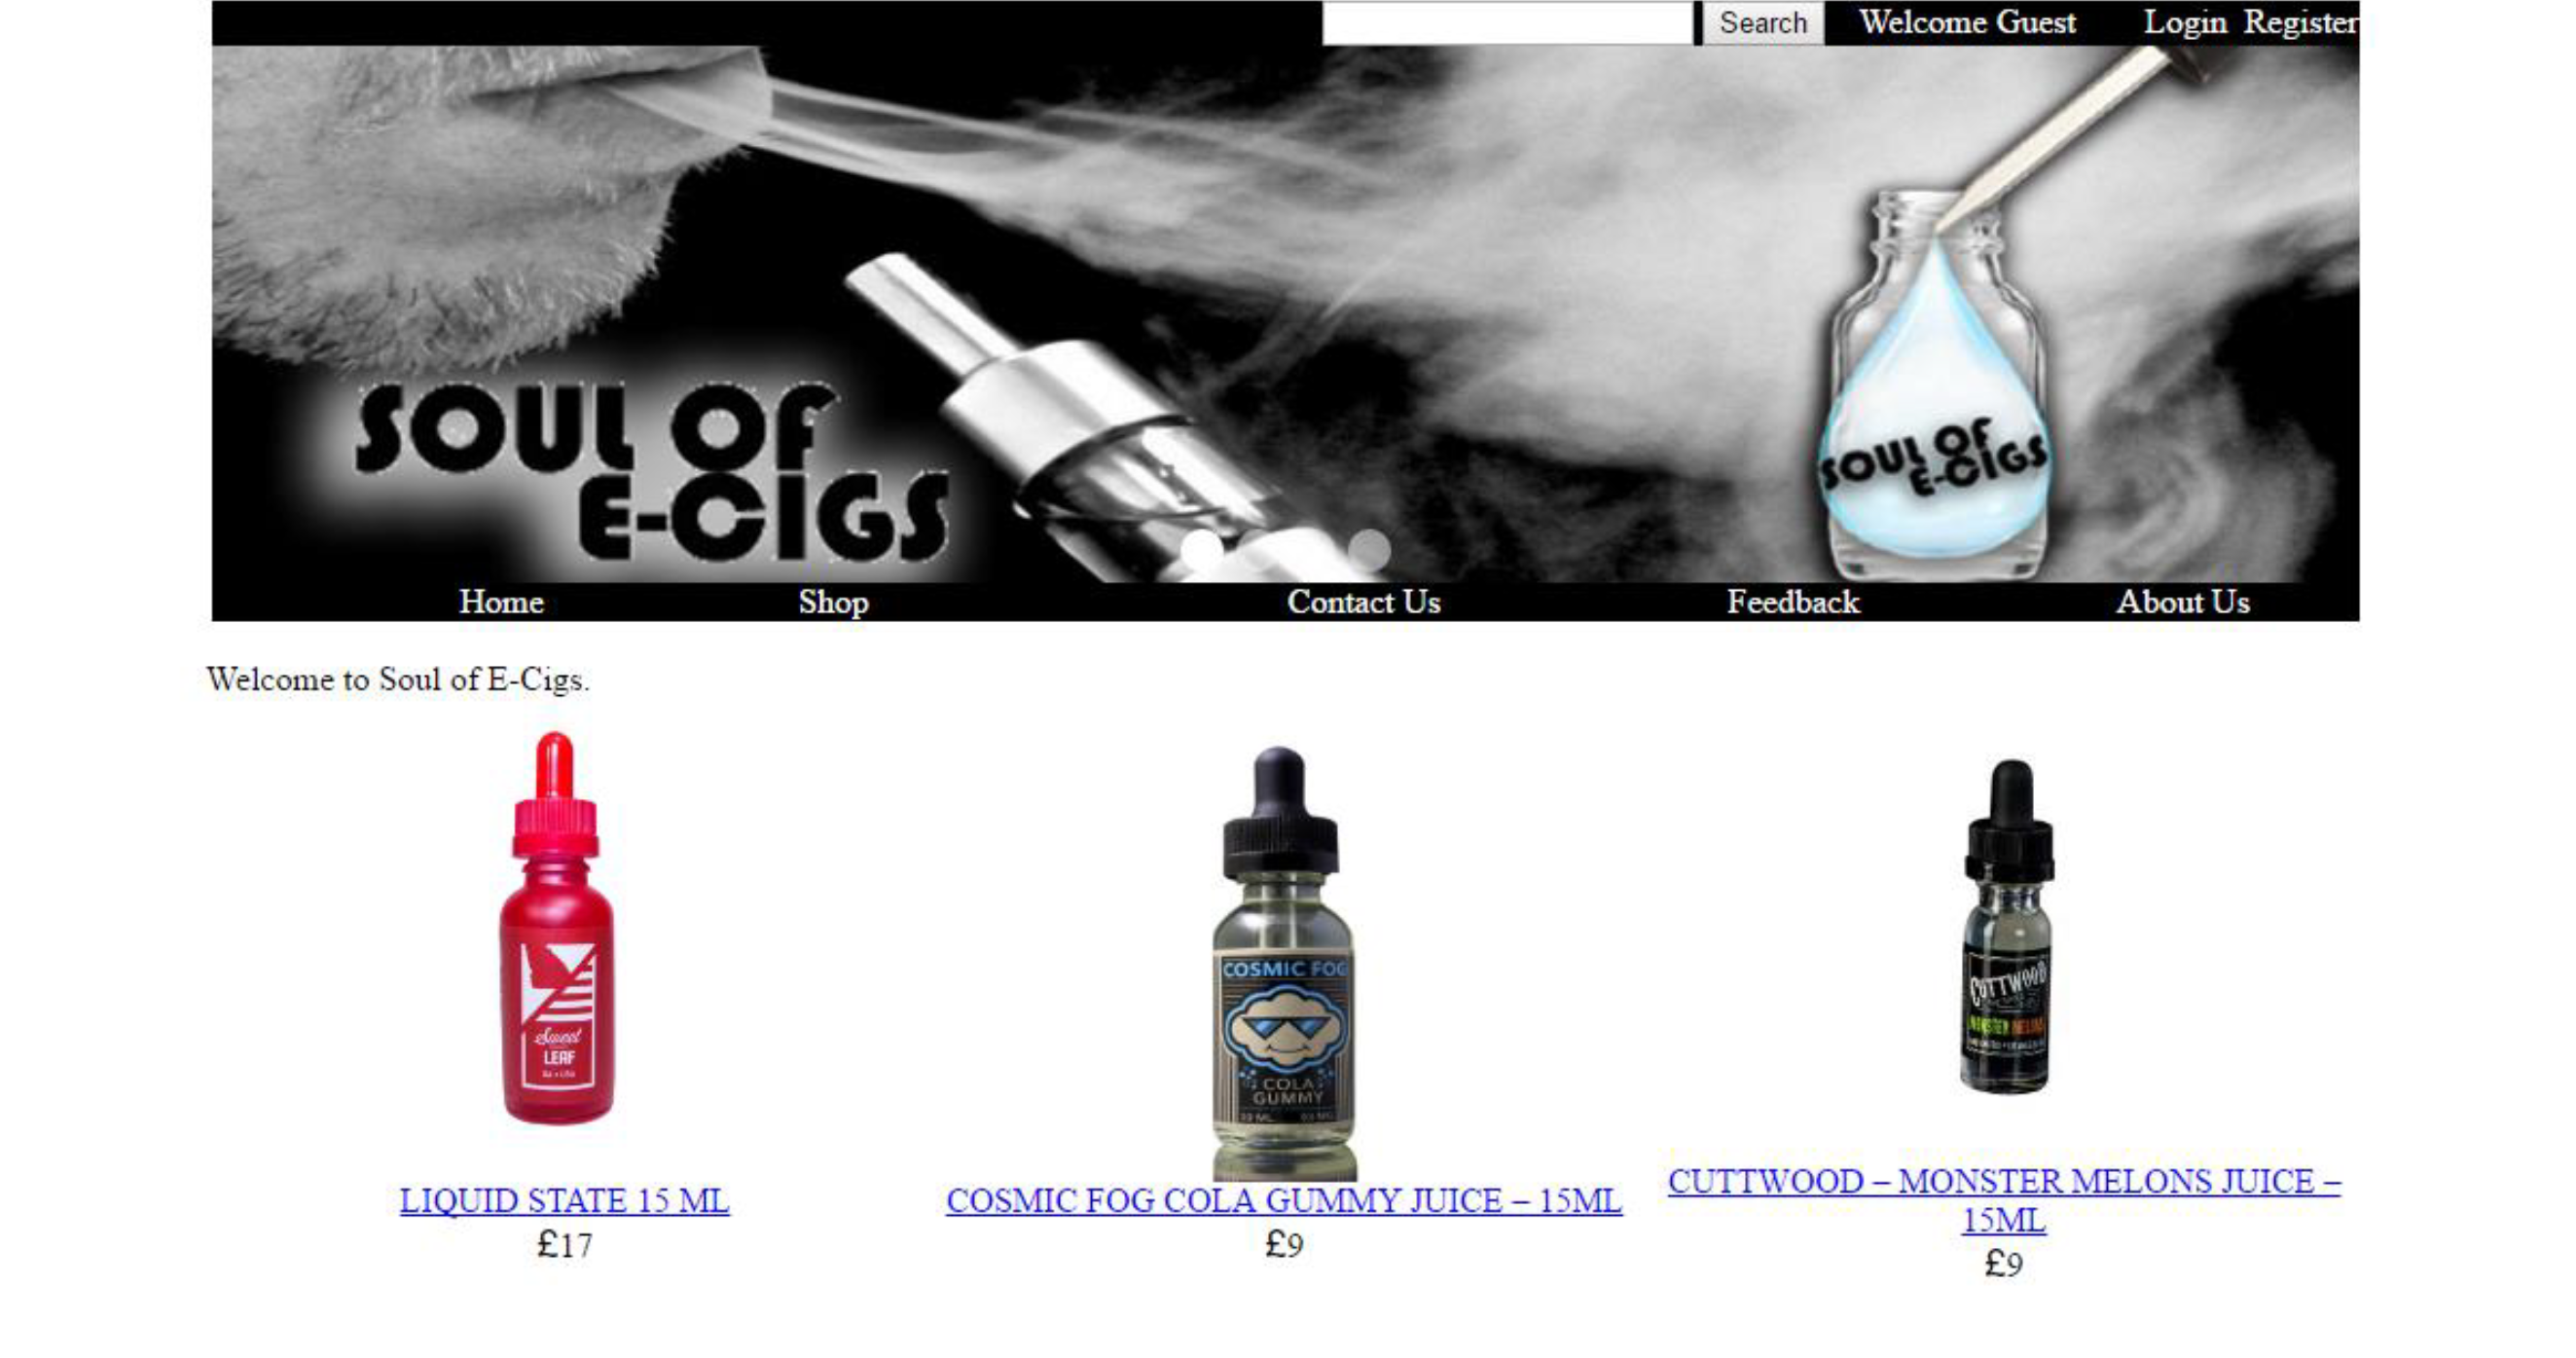 Search Welcome Guest Login Register
SOUL OF
E-CIGS
SOUL OF
E-CIGS
Home Shop Contact Us Feedback About Us
Welcome to Soul of E-Cigs.
Sweet
LEAF
COSMIC FOG
COLA
GUMMY
CUTTWOOD
MONSTER MELONS
LIQUID STATE 15 ML
£17
COSMIC FOG COLA GUMMY JUICE – 15ML
£9
CUTTWOOD – MONSTER MELONS JUICE –
15ML
£9